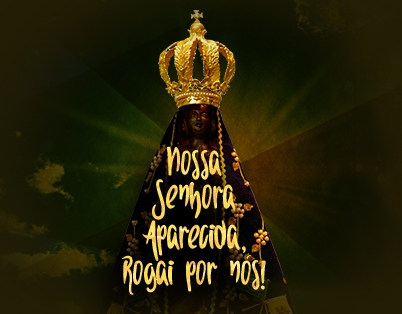 Nossa
Senhora
Aparecida,
Rogai por nós!